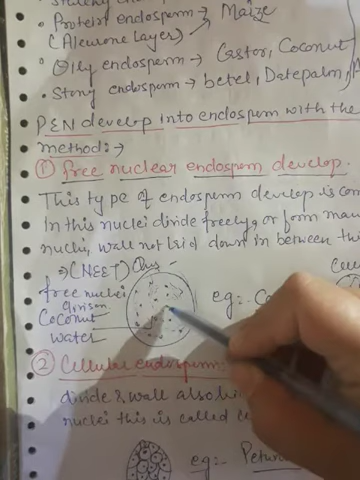 • Protein endosperm → Maize
(Aleurone layer)
• Oily endosperm → Castor, Coconut
• Stony endosperm → betel, Datepalm,
PEN develop into endosperm with the
method:→
① free nuclear endosperm develop.
This type of endosperm develop is
In this nuclei divide freely, or form
nuclei, wall not laid down in between
⇒ (NEET) Ques -
free nuclei
division
Coconut
water
eg:-
② Cellular endosperm:
divide & wall also
nuclei this is called
eg:-